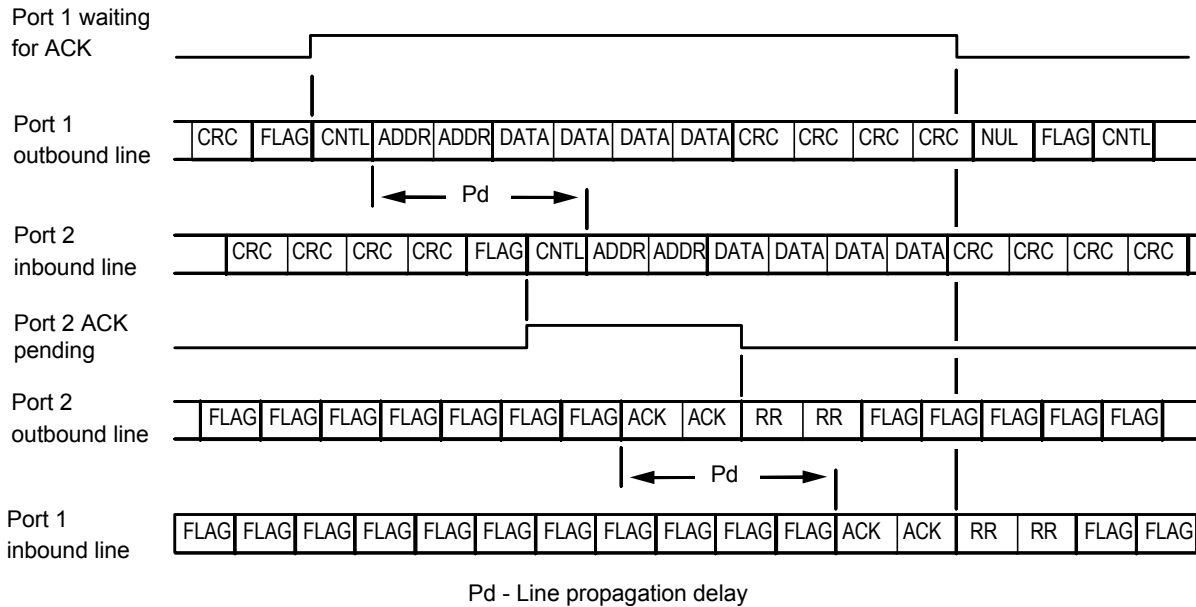 Port 1 waiting
for ACK
Port 1
outbound line
CRC FLAG CNTL ADDR ADDR DATA DATA DATA DATA CRC CRC CRC CRC NUL FLAG CNTL
Pd
Port 2
inbound line
CRC CRC CRC CRC FLAG CNTL ADDR ADDR DATA DATA DATA DATA CRC CRC CRC CRC
Port 2 ACK
pending
Port 2
outbound line
FLAG FLAG FLAG FLAG FLAG FLAG FLAG ACK ACK RR RR FLAG FLAG FLAG FLAG FLAG
Pd
Port 1
inbound line
FLAG FLAG FLAG FLAG FLAG FLAG FLAG FLAG FLAG FLAG FLAG ACK ACK RR RR FLAG FLAG
Pd - Line propagation delay